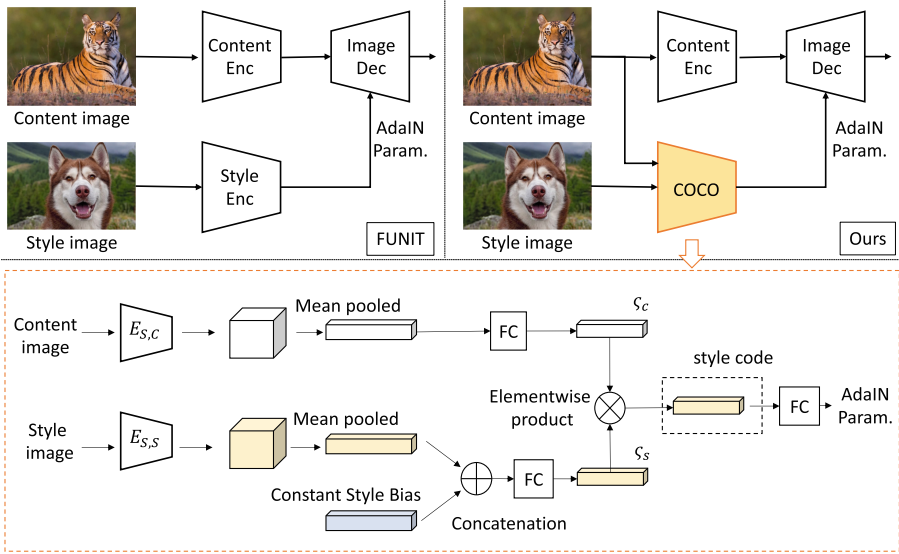 Content
Enc
Image
Dec
Content image
AdaIN
Param.
Style
Enc
Style image
FUNIT
Content
Enc
Image
Dec
Content image
AdaIN
Param.
COCO
Style image
Ours
Content
image
E_{S,C}
Mean pooled
FC
ς_c
style code
Elementwise
product
FC
AdaIN
Param.
Style
image
E_{S,S}
Mean pooled
FC
ς_s
Constant Style Bias
Concatenation